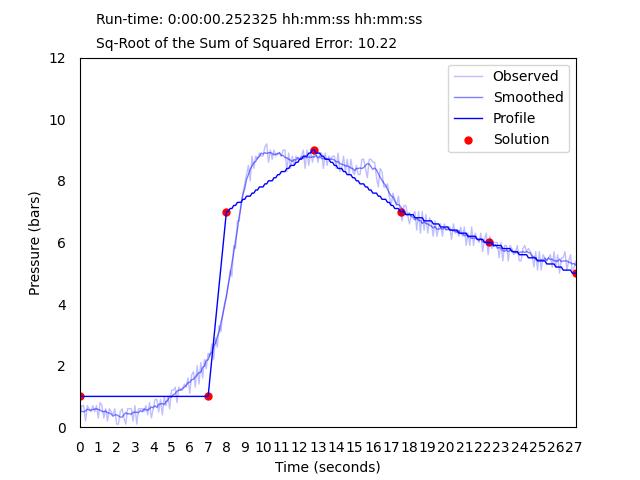 Run-time: 0:00:00.252325 hh:mm:ss hh:mm:ss
Sq-Root of the Sum of Squared Error: 10.22
12
10
8
6
4
2
0
Pressure (bars)
Observed
Smoothed
Profile
Solution
0 1 2 3 4 5 6 7 8 9 10 11 12 13 14 15 16 17 18 19 20 21 22 23 24 25 26 27
Time (seconds)